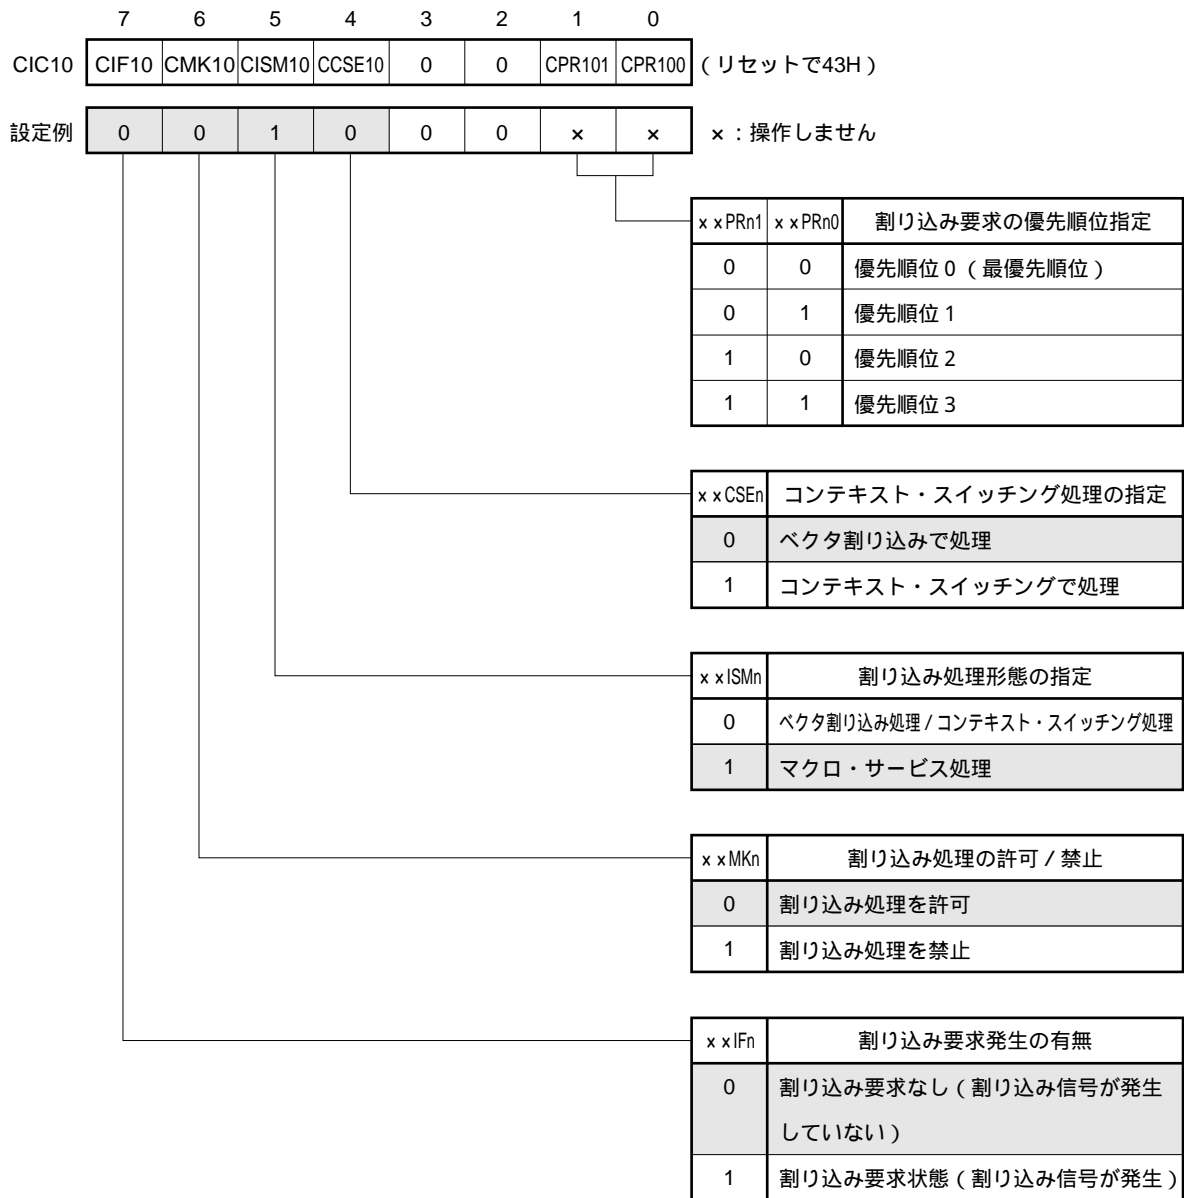 7 6 5 4 3 2 1 0
CIC10 CIF10 CMK10 CISM10 CCSE10 0 0 CPR101 CPR100 （リセットで43H）
設定例 0 0 1 0 0 0 × × ×：操作しません
××PRn1 ××PRn0 割り込み要求の優先順位指定
0 0 優先順位0（最優先順位）
0 1 優先順位1
1 0 優先順位2
1 1 優先順位3
××CSEn コンテキスト・スイッチング処理の指定
0 ベクタ割り込みで処理
1 コンテキスト・スイッチングで処理
××ISMn 割り込み処理形態の指定
0 ベクタ割り込み処理／コンテキスト・スイッチング処理
1 マクロ・サービス処理
××MKn 割り込み処理の許可／禁止
0 割り込み処理を許可
1 割り込み処理を禁止
××IFn 割り込み要求発生の有無
0 割り込み要求なし（割り込み信号が発生
していない）
1 割り込み要求状態（割り込み信号が発生）